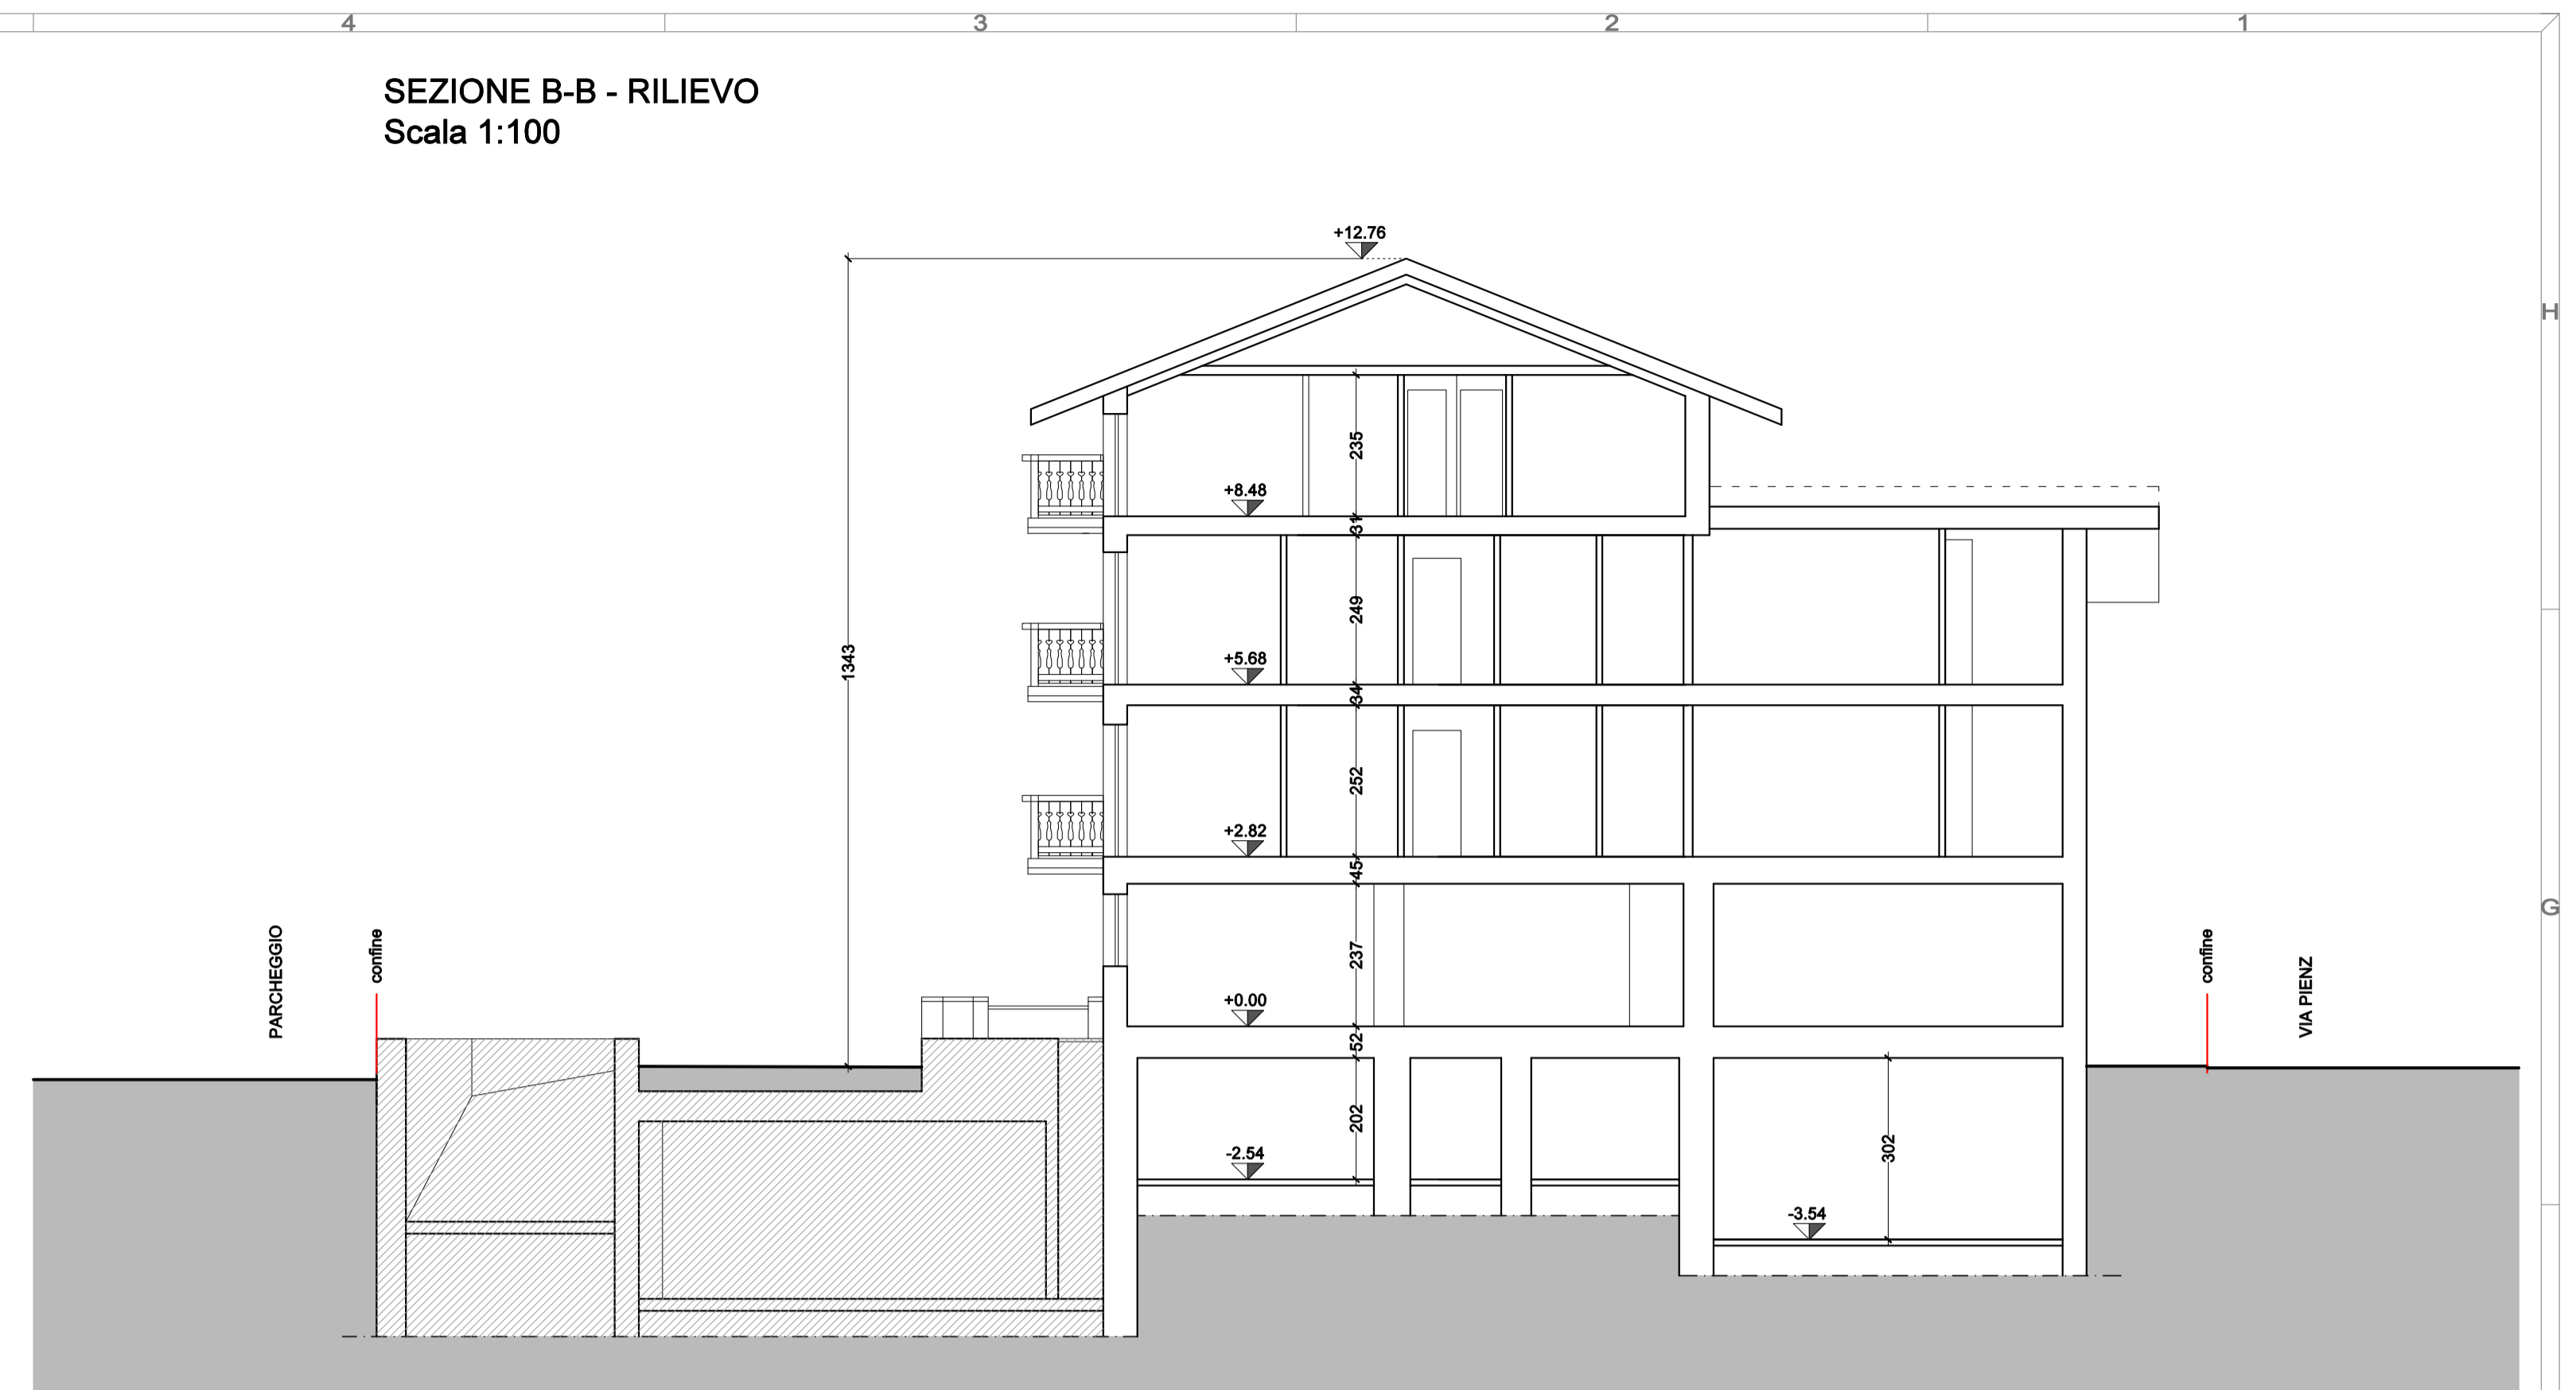 4 3 2 1
SEZIONE B-B - RILIEVO
Scala 1:100
+12.76
H
235
+8.48
31
249
1343
+5.68
34
252
+2.82
45
G
PARCHEGGIO
confine
237
confine
VIA PIENZ
+0.00
52
202
302
-2.54
-3.54